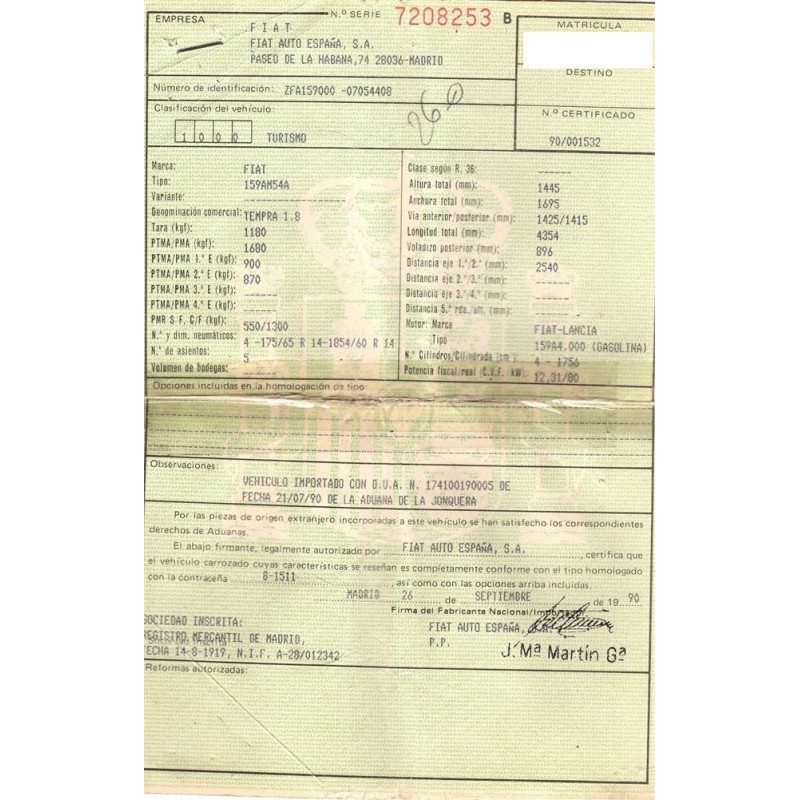 EMPRESA
N.º SERIE 7208253 B
F I A T
FIAT AUTO ESPAÑA, S.A.
PASEO DE LA HABANA,74 28036-MADRID
MATRICULA
DESTINO
Número de identificación: ZFA159000 -07054408
N.º CERTIFICADO
90/001532
Clasificación del vehículo:
1 0 0 0 TURISMO
260
Marca: FIAT
Tipo: 159AM54A
Variante: --------------------
Denominación comercial: TEMPRA 1.8
Tara (kgf): 1180
PTMA/PMA (kgf): 1680
PTMA/PMA 1.º E (kgf): 900
PTMA/PMA 2.º E (kgf): 870
PTMA/PMA 3.º E (kgf): ------
PTMA/PMA 4.º E (kgf): ------
PMR S F, C/F (kgf): 550/1300
N.º y dim. neumáticos: 4 -175/65 R 14-1854/60 R 14
N.º de asientos: 5
Volumen de bodegas: ------
Clase según R. 36: ------
Altura total (mm): 1445
Anchura total (mm): 1695
Vía anterior/posterior (mm): 1425/1415
Longitud total (mm): 4354
Voladizo posterior (mm): 896
Distancia eje 1.º/2.º (mm): 2540
Distancia eje 2.º/3.º (mm): ------
Distancia eje 3.º/4.º (mm): ------
Distancia 5.ª rda./alt. (mm): ------
Motor: Marca FIAT-LANCIA
Tipo 159A4.000 (GASOLINA)
N.º Cilindros/Cilindrada (cm ): 4 - 1756
Potencia fiscal/real (C.V.F. kW): 12,31/80
Opciones incluidas en la homologación de tipo:
Observaciones:
VEHICULO IMPORTADO CON D.U.A. N. 174100190005 DE
FECHA 21/07/90 DE LA ADUANA DE LA JONQUERA
Por las piezas de origen extranjero incorporadas a este vehículo se han satisfecho los correspondientes
derechos de Aduanas.
El abajo firmante, legalmente autorizado por FIAT AUTO ESPAÑA, S.A. , certifica que
el vehículo carrozado cuyas características se reseñan es completamente conforme con el tipo homologado
con la contraseña B-1511 , así como con las opciones arriba incluidas.
MADRID 26 de SEPTIEMBRE de 19 90
Firma del Fabricante Nacional/Importador
SOCIEDAD INSCRITA:
REGISTRO MERCANTIL DE MADRID,
FECHA 14-8-1919, N.I.F. A-28/012342
FIAT AUTO ESPAÑA,
P.P.
J. Mª Martin Gª
Reformas autorizadas: